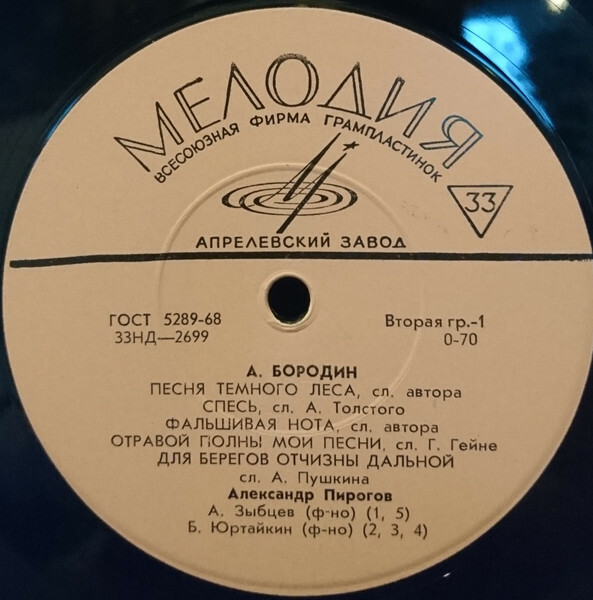 МЕЛОДИЯ
ВСЕСОЮЗНАЯ ФИРМА ГРАМПЛАСТИНОК
33
АПРЕЛЕВСКИЙ ЗАВОД
ГОСТ 5289-68
Вторая гр.-1
33НД—2699
0-70
А. БОРОДИН
ПЕСНЯ ТЕМНОГО ЛЕСА, сл. автора
СПЕСЬ, сл. А. Толстого
ФАЛЬШИВАЯ НОТА, сл. автора
ОТРАВОЙ ПОЛНЫ МОИ ПЕСНИ, сл. Г. Гейне
ДЛЯ БЕРЕГОВ ОТЧИЗНЫ ДАЛЬНОЙ
сл. А. Пушкина
Александр Пирогов
А. Зыбцев (ф-но) (1, 5)
Б. Юртайкин (ф-но) (2, 3, 4)